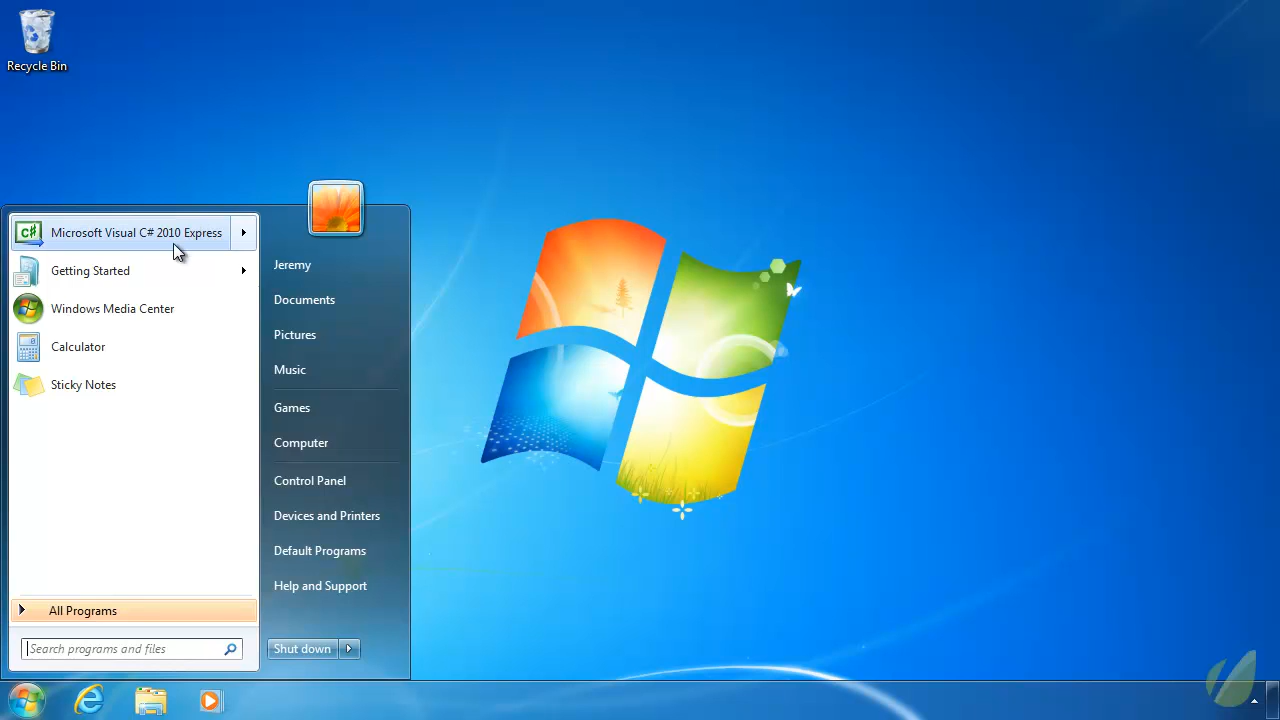 Recycle Bin
Microsoft Visual C# 2010 Express
Getting Started
Windows Media Center
Calculator
Sticky Notes
All Programs
Search programs and files
Jeremy
Documents
Pictures
Music
Games
Computer
Control Panel
Devices and Printers
Default Programs
Help and Support
Shut down